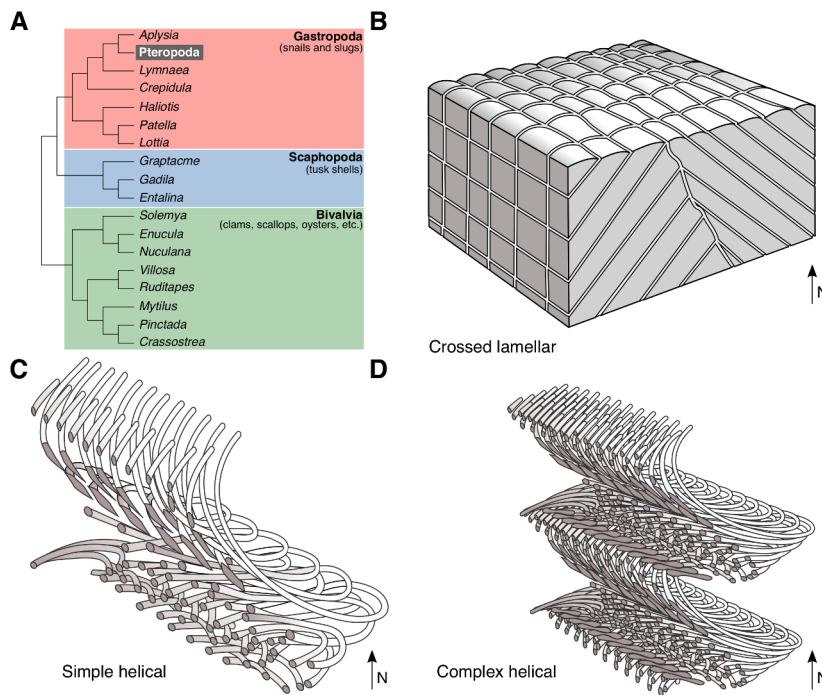 A
Aplysia
Gastropoda
(snails and slugs)
Pteropoda
Lymnaea
Crepidula
Haliotis
Patella
Lottia
Graptacme
Scaphopoda
(tusk shells)
Gadila
Entalina
Solemya
Bivalvia
(clams, scallops, oysters, etc.)
Enucula
Nuculana
Villosa
Ruditapes
Mytilus
Pinctada
Crassostrea
B
N
Crossed lamellar
C
Simple helical
N
D
Complex helical
N